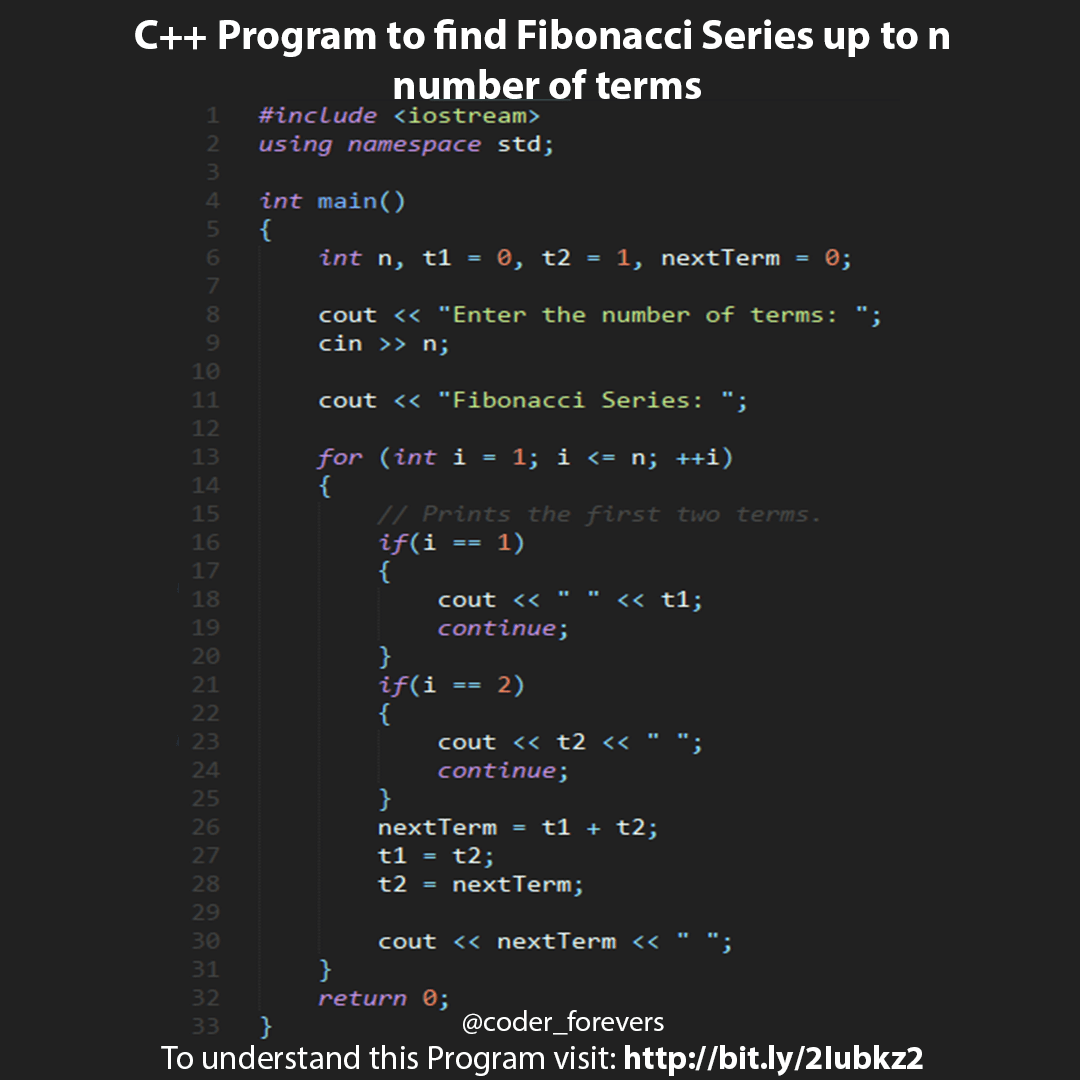 C++ Program to find Fibonacci Series up to n
number of terms
1 #include <iostream>
2 using namespace std;
3
4 int main()
5 {
6     int n, t1 = 0, t2 = 1, nextTerm = 0;
7
8     cout << "Enter the number of terms: ";
9     cin >> n;
10
11     cout << "Fibonacci Series: ";
12
13     for (int i = 1; i <= n; ++i)
14     {
15         // Prints the first two terms.
16         if(i == 1)
17         {
18             cout << " " << t1;
19             continue;
20         }
21         if(i == 2)
22         {
23             cout << t2 << " ";
24             continue;
25         }
26         nextTerm = t1 + t2;
27         t1 = t2;
28         t2 = nextTerm;
29
30         cout << nextTerm << " ";
31     }
32     return 0;
33 }
@coder_forevers
To understand this Program visit: http://bit.ly/2Iubkz2